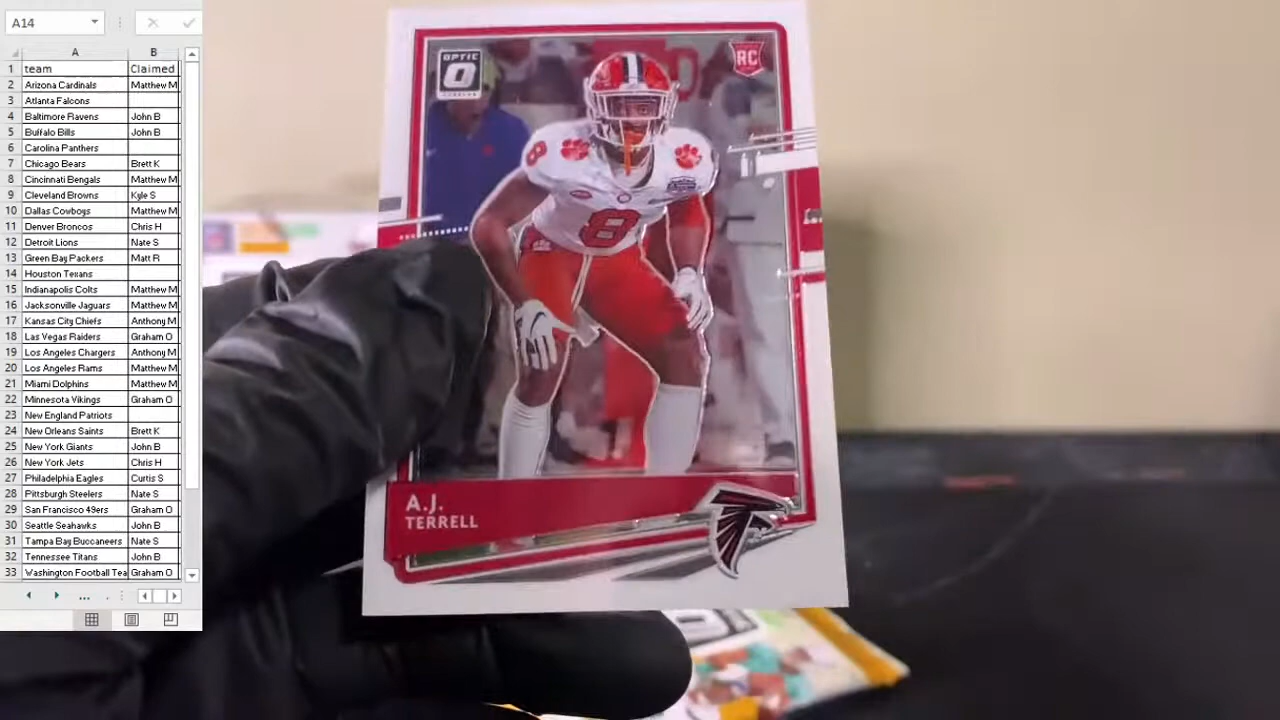 A14
A B
1 team Claimed
2 Arizona Cardinals Matthew M
3 Atlanta Falcons
4 Baltimore Ravens John B
5 Buffalo Bills John B
6 Carolina Panthers
7 Chicago Bears Brett K
8 Cincinnati Bengals Matthew M
9 Cleveland Browns Kyle S
10 Dallas Cowboys Matthew M
11 Denver Broncos Chris H
12 Detroit Lions Nate S
13 Green Bay Packers Matt R
14 Houston Texans
15 Indianapolis Colts Matthew M
16 Jacksonville Jaguars Matthew M
17 Kansas City Chiefs Anthony M
18 Las Vegas Raiders Graham O
19 Los Angeles Chargers Anthony M
20 Los Angeles Rams Matthew M
21 Miami Dolphins Matthew M
22 Minnesota Vikings Graham O
23 New England Patriots
24 New Orleans Saints Brett K
25 New York Giants John B
26 New York Jets Chris H
27 Philadelphia Eagles Curtis S
28 Pittsburgh Steelers Nate S
29 San Francisco 49ers Graham O
30 Seattle Seahawks John B
31 Tampa Bay Buccaneers Nate S
32 Tennessee Titans John B
33 Washington Football Tea Graham O
OPTIC
RC
8
8
A.J.
TERRELL